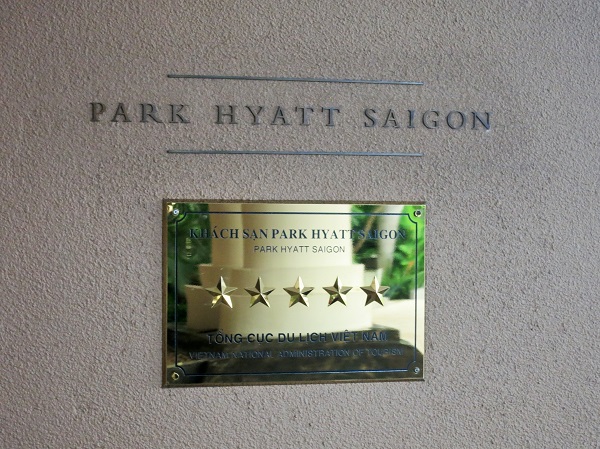 PARK HYATT SAIGON
KHÁCH SẠN PARK HYATT SAIGON
PARK HYATT SAIGON
TỔNG CỤC DU LỊCH VIỆT NAM
VIETNAM NATIONAL ADMINISTRATION OF TOURISM